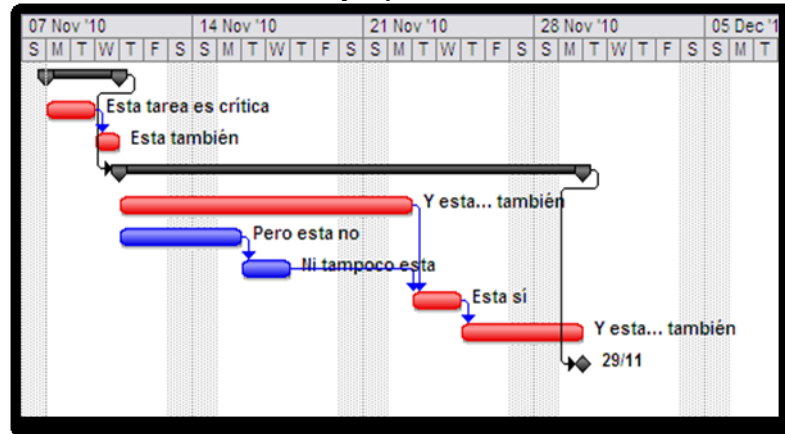 07 Nov '10 14 Nov '10 21 Nov '10 28 Nov '10 05 Dec '1
S M T W T F S S M T W T F S S M T W T F S S M T W T F S S M T
Esta tarea es crítica
Esta también
Y esta... también
Pero esta no
Ni tampoco esta
Esta sí
Y esta... también
29/11